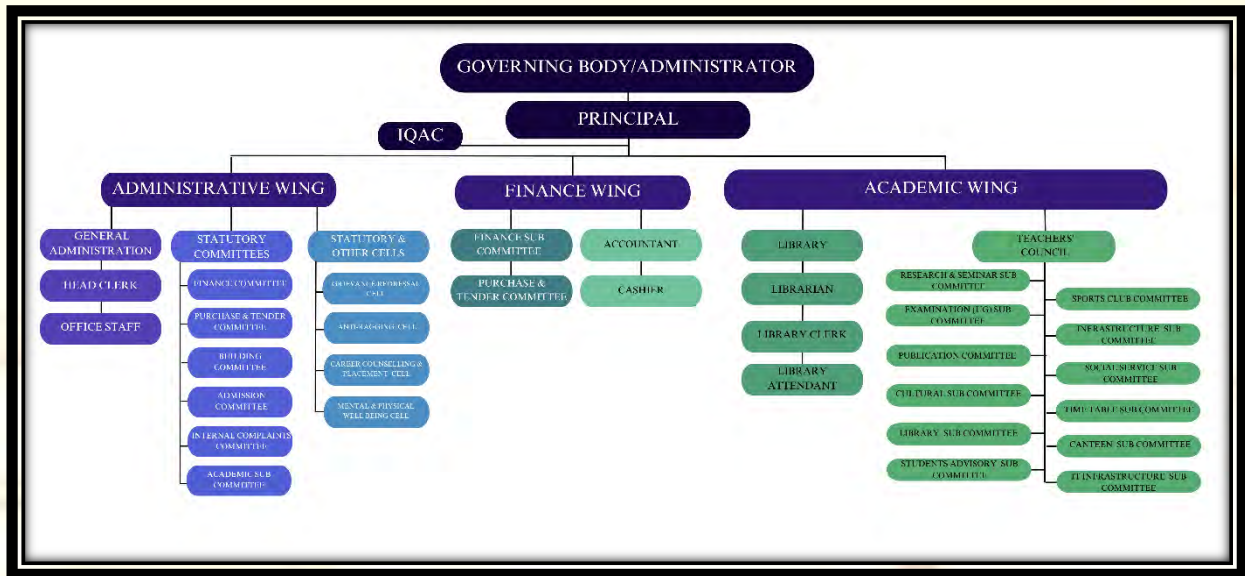 GOVERNING BODY/ADMINISTRATOR
PRINCIPAL
IQAC
ADMINISTRATIVE WING
FINANCE WING
ACADEMIC WING
GENERAL
ADMINISTRATION
HEAD CLERK
OFFICE STAFF
STATUTORY
COMMITTEES
FINANCE COMMITTEE
PURCHASE & TENDER
COMMITTEE
BUILDING
COMMITTEE
ADMISSION
COMMITTEE
INTERNAL COMPLAINTS
COMMITTEE
ACADEMIC SUB
COMMITTEE
STATUTORY &
OTHER CELLS
GRIEVANCE REDRESSAL
CELL
ANTI-RAGGING CELL
CAREER COUNSELLING &
PLACEMENT CELL
MENTAL & PHYSICAL
WELL BEING CELL
FINANCE SUB
COMMITTEE
PURCHASE &
TENDER COMMITTEE
ACCOUNTANT
CASHIER
LIBRARY
LIBRARIAN
LIBRARY CLERK
LIBRARY
ATTENDANT
TEACHERS'
COUNCIL
RESEARCH & SEMINAR SUB
COMMITTEE
EXAMINATION (UG) SUB
COMMITTEE
PUBLICATION COMMITTEE
CULTURAL SUB COMMITTEE
LIBRARY SUB COMMITTEE
STUDENTS ADVISORY SUB
COMMITTEE
SPORTS CLUB COMMITTEE
INFRASTRUCTURE SUB
COMMITTEE
SOCIAL SERVICE SUB
COMMITTEE
TIME TABLE SUB COMMITTEE
CANTEEN SUB COMMITTEE
IT INFRASTRUCTURE SUB
COMMITTEE